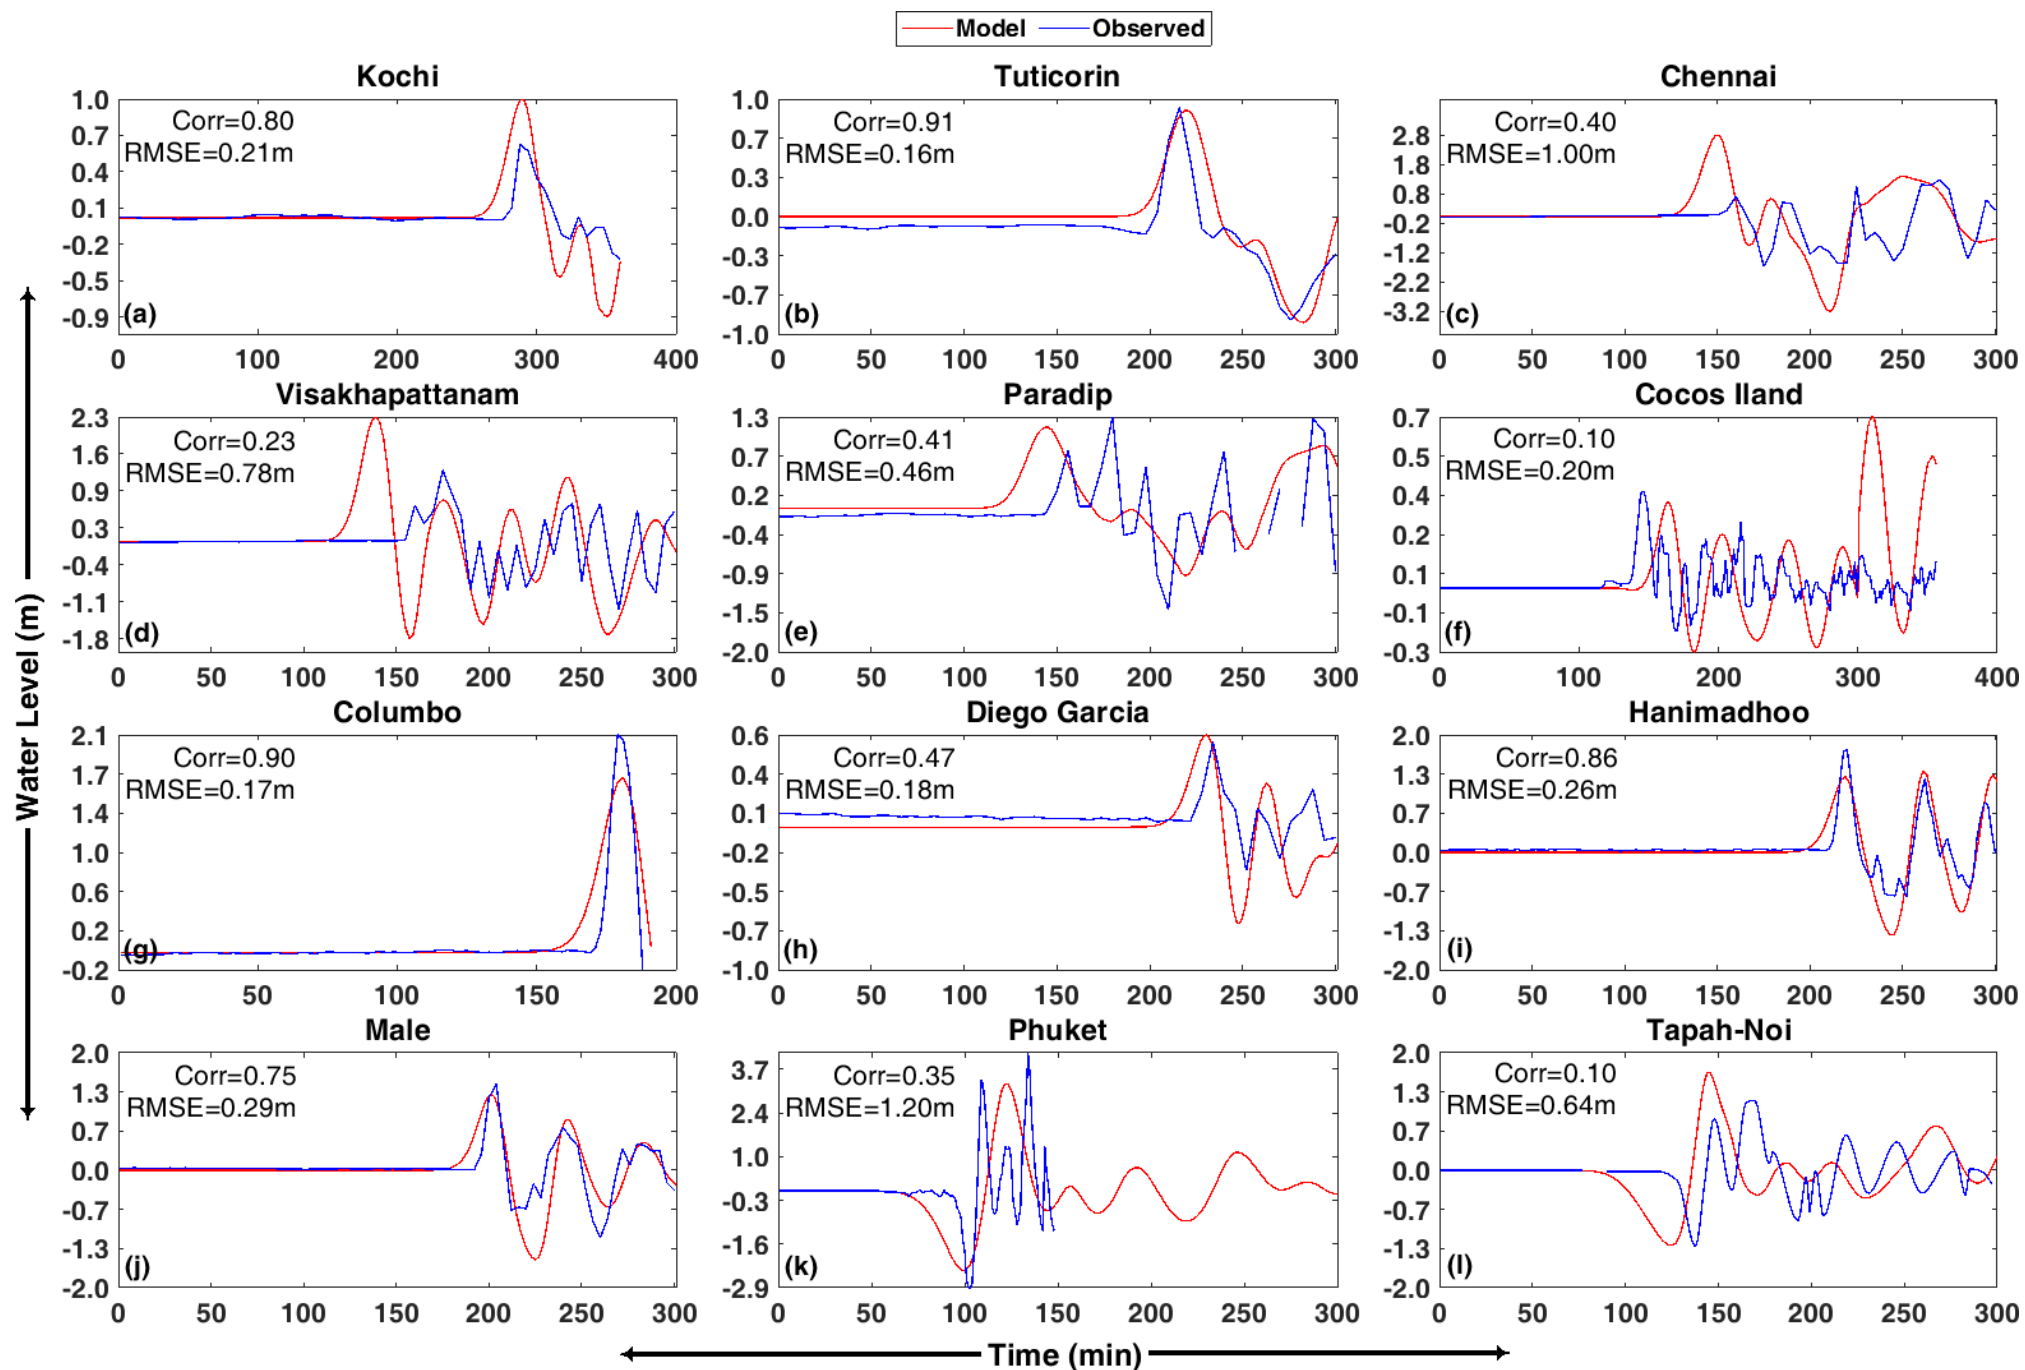 Model Observed
Kochi
Corr=0.80
RMSE=0.21m
1.0
0.7
0.4
0.1
-0.2
-0.5
-0.9
(a)
0 100 200 300 400
Tuticorin
Corr=0.91
RMSE=0.16m
1.0
0.7
0.3
0.0
-0.3
-0.7
-1.0
(b)
0 50 100 150 200 250 300
Chennai
Corr=0.40
RMSE=1.00m
2.8
1.8
0.8
-0.2
-1.2
-2.2
-3.2
(c)
0 50 100 150 200 250 300
Visakhapattanam
Corr=0.23
RMSE=0.78m
2.3
1.6
0.9
0.3
-0.4
-1.1
-1.8
(d)
0 50 100 150 200 250 300
Paradip
Corr=0.41
RMSE=0.46m
1.3
0.7
0.2
-0.4
-0.9
-1.5
-2.0
(e)
0 50 100 150 200 250 300
Cocos Iland
Corr=0.10
RMSE=0.20m
0.7
0.5
0.4
0.2
0.1
-0.1
-0.3
(f)
0 100 200 300 400
Columbo
Corr=0.90
RMSE=0.17m
2.1
1.7
1.4
1.0
0.6
0.2
-0.2
(g)
0 50 100 150 200
Diego Garcia
Corr=0.47
RMSE=0.18m
0.6
0.4
0.1
-0.2
-0.5
-0.7
-1.0
(h)
0 50 100 150 200 250 300
Hanimadhoo
Corr=0.86
RMSE=0.26m
2.0
1.3
0.7
0.0
-0.7
-1.3
-2.0
(i)
0 50 100 150 200 250 300
Male
Corr=0.75
RMSE=0.29m
2.0
1.3
0.7
0.0
-0.7
-1.3
-2.0
(j)
0 50 100 150 200 250 300
Phuket
Corr=0.35
RMSE=1.20m
3.7
2.4
1.0
-0.3
-1.6
-2.9
(k)
0 50 100 150 200 250 300
Tapah-Noi
Corr=0.10
RMSE=0.64m
2.0
1.3
0.7
0.0
-0.7
-1.3
-2.0
(l)
0 50 100 150 200 250 300
Water Level (m)
Time (min)